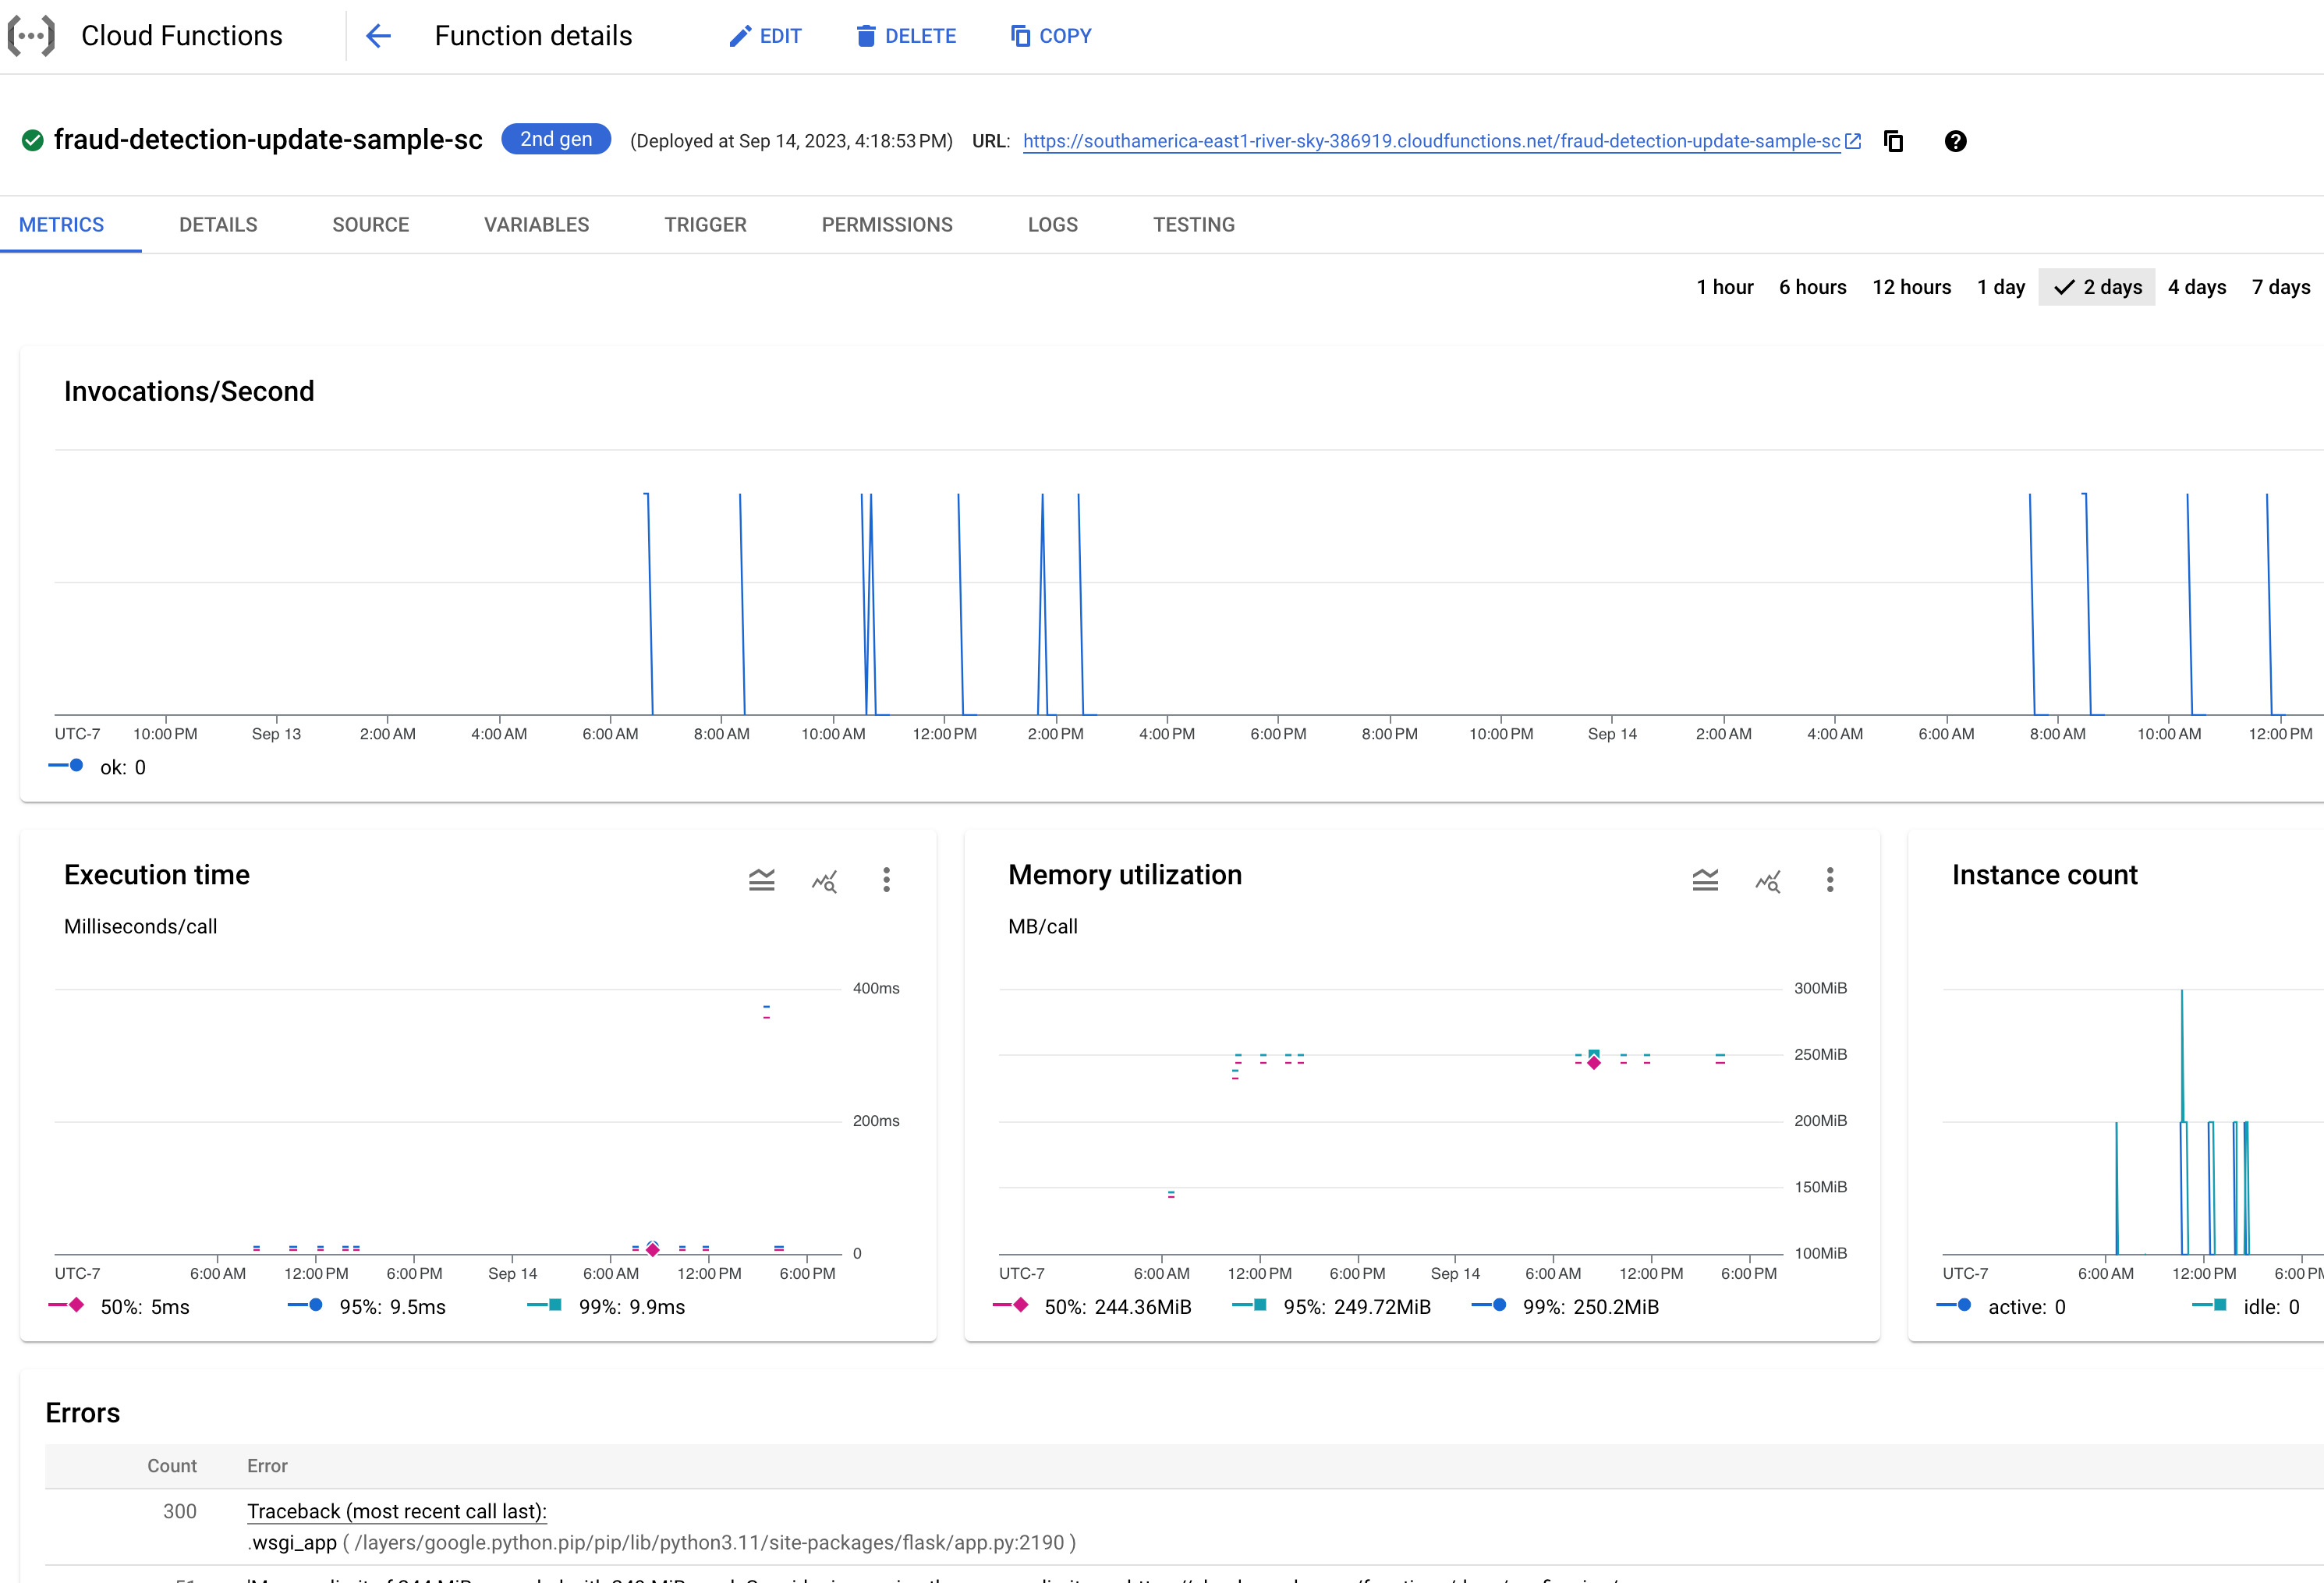 Cloud Functions
Function details
EDIT
DELETE
COPY
fraud-detection-update-sample-sc
2nd gen
(Deployed at Sep 14, 2023, 4:18:53 PM)
URL:
https://southamerica-east1-river-sky-386919.cloudfunctions.net/fraud-detection-update-sample-sc
METRICS
DETAILS
SOURCE
VARIABLES
TRIGGER
PERMISSIONS
LOGS
TESTING
1 hour
6 hours
12 hours
1 day
2 days
4 days
7 days
Invocations/Second
UTC-7
10:00 PM
Sep 13
2:00 AM
4:00 AM
6:00 AM
8:00 AM
10:00 AM
12:00 PM
2:00 PM
4:00 PM
6:00 PM
8:00 PM
10:00 PM
Sep 14
2:00 AM
4:00 AM
6:00 AM
8:00 AM
10:00 AM
12:00 PM
ok: 0
Execution time
Milliseconds/call
400ms
200ms
0
UTC-7
6:00 AM
12:00 PM
6:00 PM
Sep 14
6:00 AM
12:00 PM
6:00 PM
50%: 5ms
95%: 9.5ms
99%: 9.9ms
Memory utilization
MB/call
300MiB
250MiB
200MiB
150MiB
100MiB
UTC-7
6:00 AM
12:00 PM
6:00 PM
Sep 14
6:00 AM
12:00 PM
6:00 PM
50%: 244.36MiB
95%: 249.72MiB
99%: 250.2MiB
Instance count
UTC-7
6:00 AM
12:00 PM
6:00 PM
active: 0
idle: 0
Errors
Count
Error
300
Traceback (most recent call last):
.wsgi_app ( /layers/google.python.pip/pip/lib/python3.11/site-packages/flask/app.py:2190 )